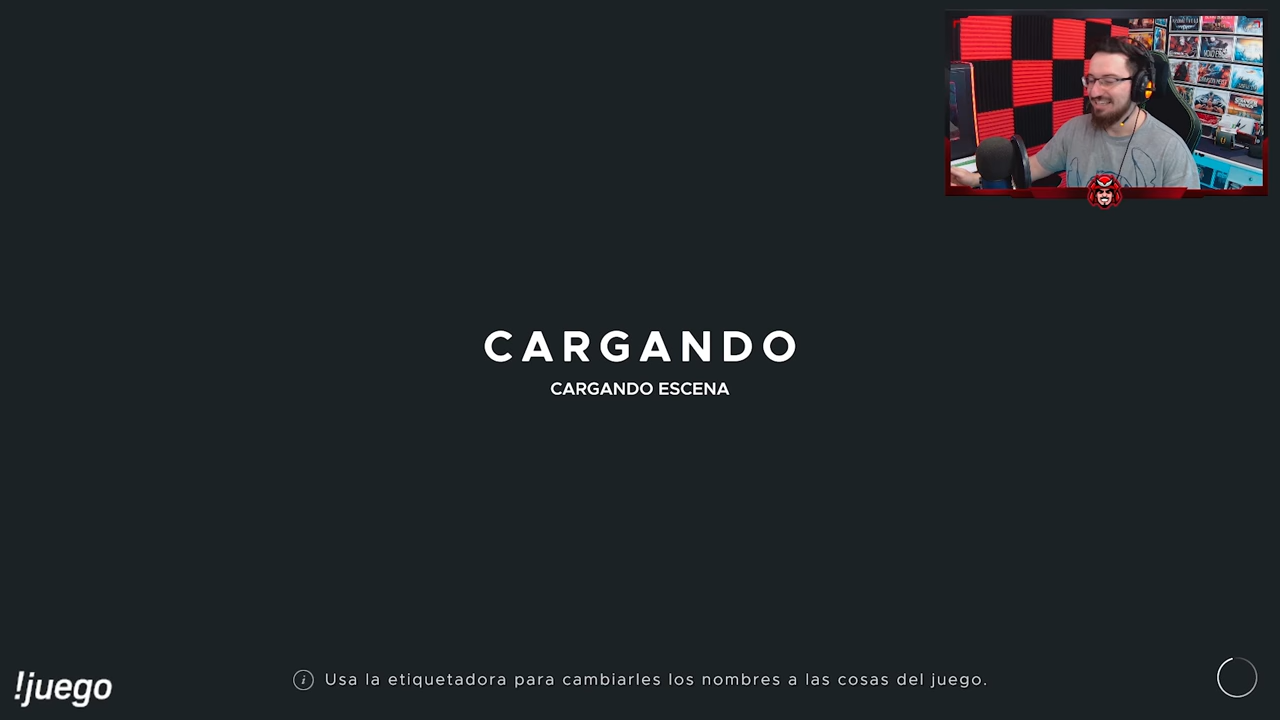 CARGANDO
CARGANDO ESCENA
!juego
Usa la etiquetadora para cambiarles los nombres a las cosas del juego.